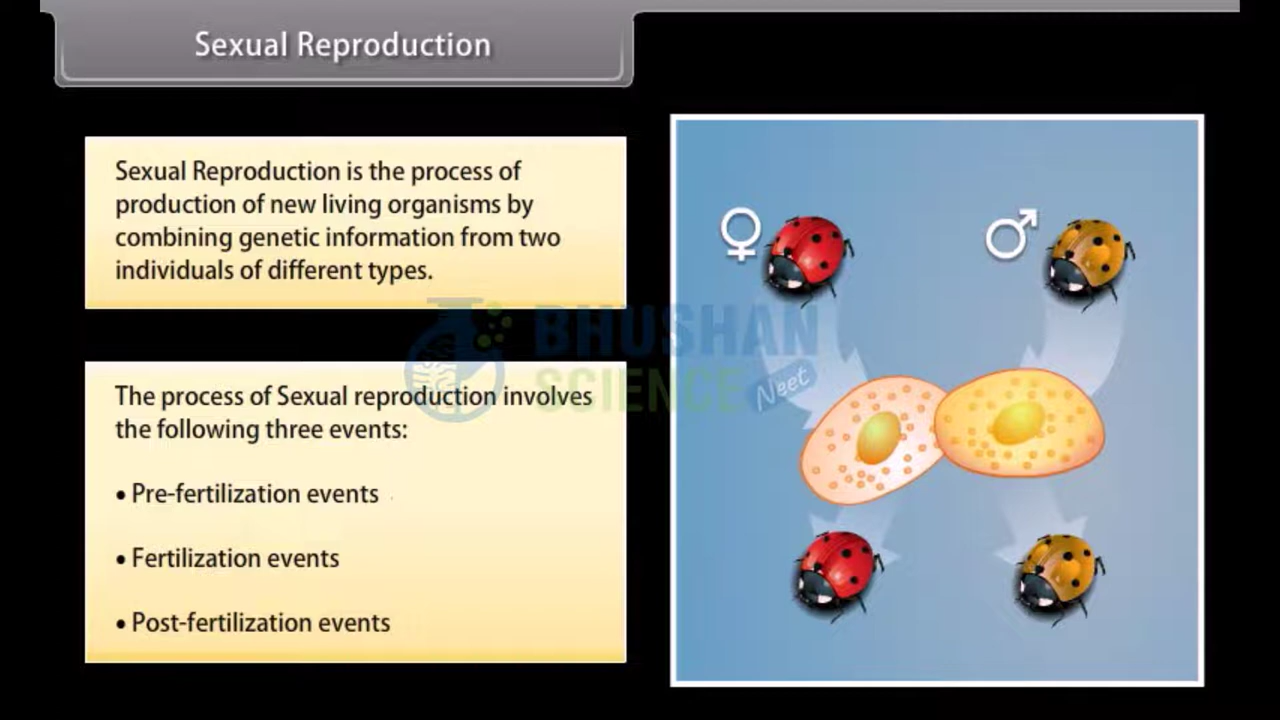 Sexual Reproduction
Sexual Reproduction is the process of
production of new living organisms by
combining genetic information from two
individuals of different types.
BHUSHAN
SCIENCE
Neet
The process of Sexual reproduction involves
the following three events:
• Pre-fertilization events
• Fertilization events
• Post-fertilization events